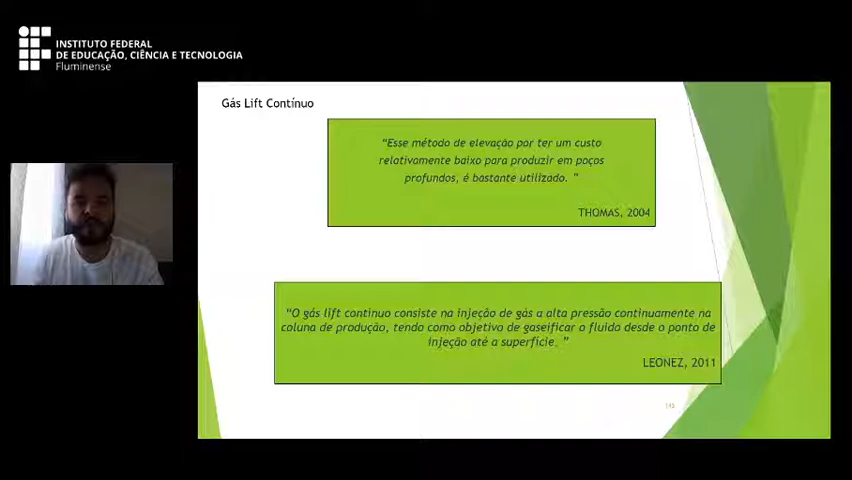 INSTITUTO FEDERAL
DE EDUCAÇÃO, CIÊNCIA E TECNOLOGIA
Fluminense
Gás Lift Contínuo
“Esse método de elevação por ter um custo
relativamente baixo para produzir em poços
profundos, é bastante utilizado. ”
THOMAS, 2004
“O gás lift contínuo consiste na injeção de gás a alta pressão continuamente na
coluna de produção, tendo como objetivo de gaseificar o fluido desde o ponto de
injeção até a superfície. ”
LEONEZ, 2011